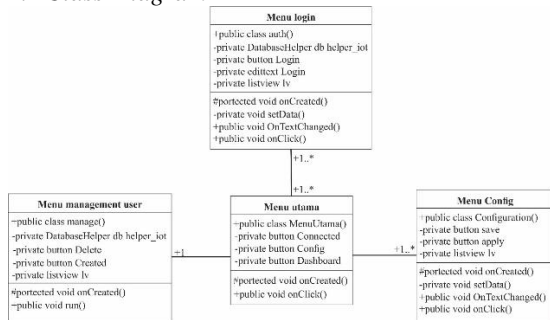 Menu login
+public class auth()
-private DatabaseHelper db helper_iot
-private button Login
-private edittext Login
-private listview lv
#portected void onCreated()
-private void setData()
+public void OnTextChanged()
+public void onClick()
+1..*
+1..*
Menu management user
+public class manage()
-private DatabaseHelper db helper_iot
-private button Delete
-private button Created
-private listview lv
#portected void onCreated()
+public void run()
+1
Menu utama
+public class MenuUtama()
-private button Connected
-private button Config
-private button Dashboard
#portected void onCreated()
+public void onClick()
+1..*
Menu Config
+public class Configuration()
-private button save
-private button apply
-private listview lv
#portected void onCreated()
-private void setData()
+public void OnTextChanged()
+public void onClick()